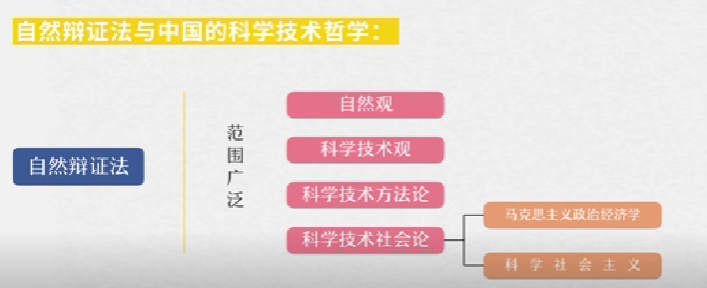 自然辩证法与中国的科学技术哲学：
自然辩证法
范围广泛
自然观
科学技术观
科学技术方法论
科学技术社会论
马克思主义政治经济学
科学社会主义